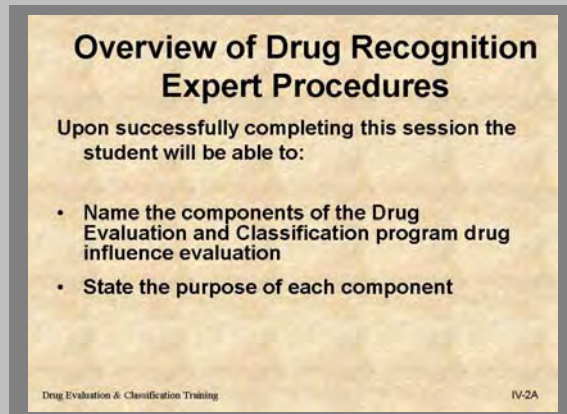 Overview of Drug Recognition
Expert Procedures
Upon successfully completing this session the
student will be able to:
• Name the components of the Drug
Evaluation and Classification program drug
influence evaluation
• State the purpose of each component
Drug Evaluation & Classification Training
IV-2A